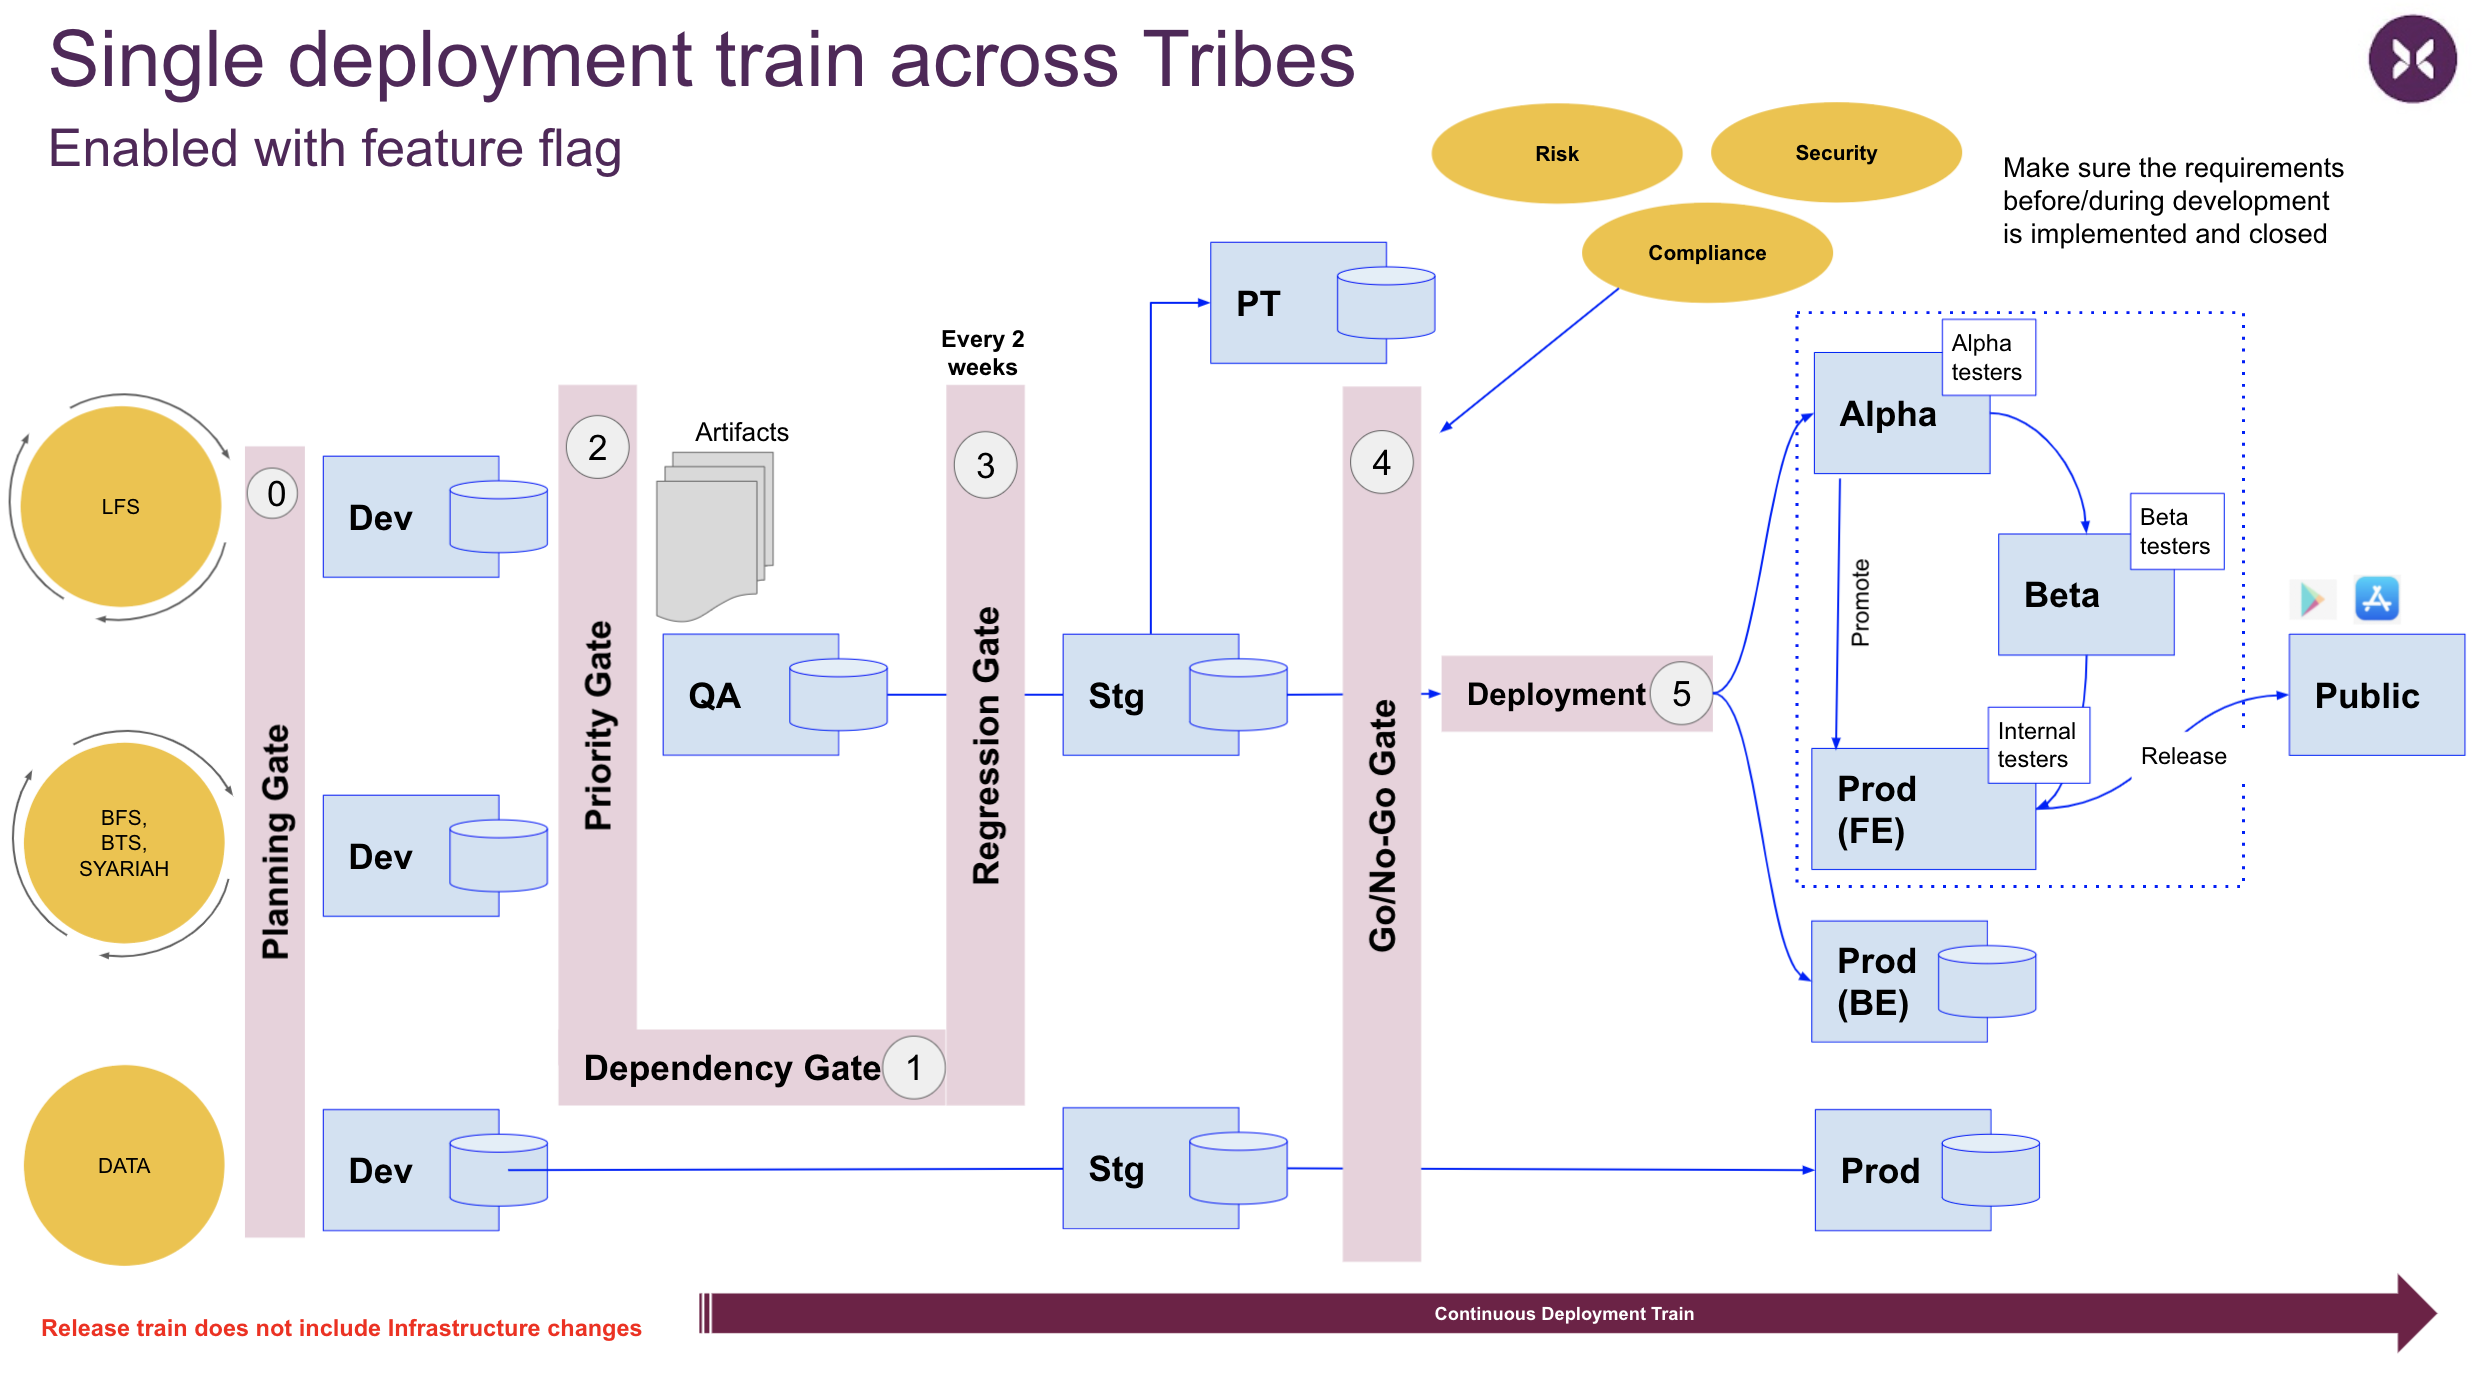 Single deployment train across Tribes
Enabled with feature flag
Risk
Security
Compliance
Make sure the requirements
before/during development
is implemented and closed
PT
Every 2
weeks
Alpha
testers
Alpha
2
Artifacts
3
4
0
LFS
Dev
Beta
testers
Beta
Promote
Priority Gate
QA
Regression Gate
Stg
Go/No-Go Gate
Deployment
5
Public
Internal
testers
Release
Prod
(FE)
BFS,
BTS,
SYARIAH
Planning Gate
Dev
Prod
(BE)
Dependency Gate
1
DATA
Dev
Stg
Prod
Continuous Deployment Train
Release train does not include Infrastructure changes